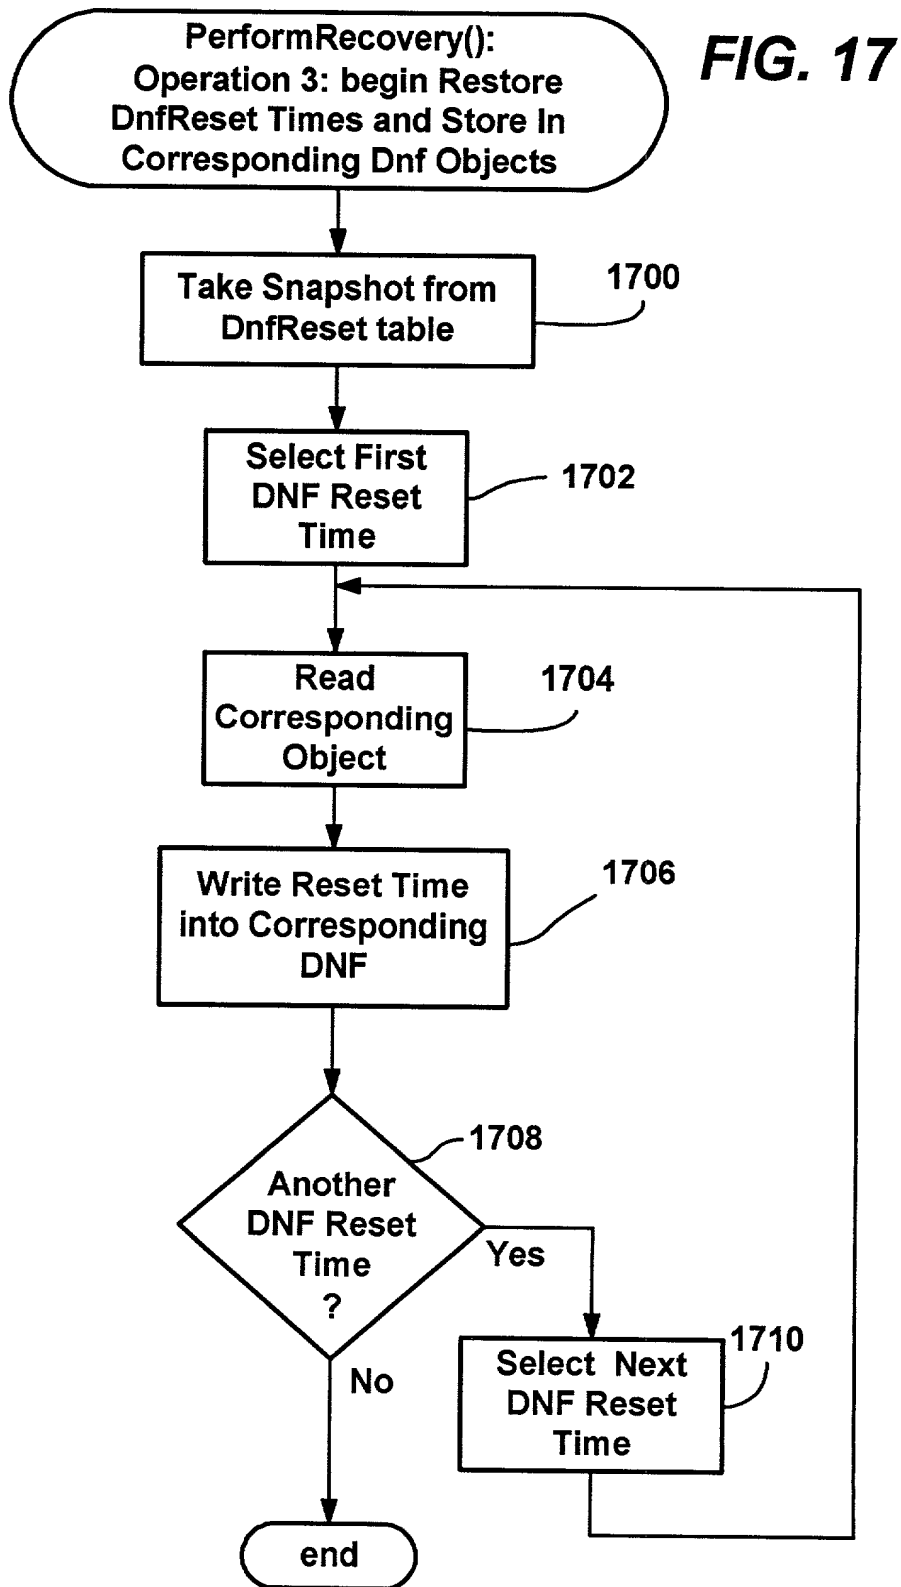 PerformRecovery():
Operation 3: begin Restore
DnfReset Times and Store In
Corresponding Dnf Objects
FIG. 17
Take Snapshot from
DnfReset table
1700
Select First
DNF Reset
Time
1702
Read
Corresponding
Object
1704
Write Reset Time
into Corresponding
DNF
1706
Another
DNF Reset
Time
?
1708
Yes
No
Select Next
DNF Reset
Time
1710
end